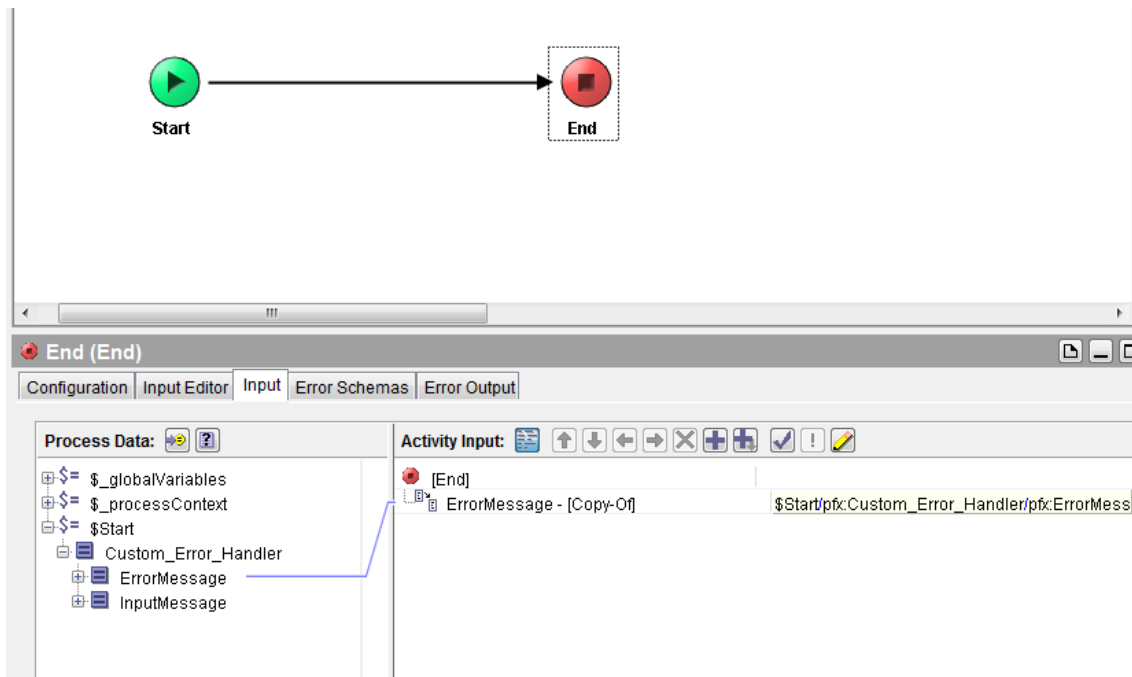 Start
End
End (End)
Configuration
Input Editor
Input
Error Schemas
Error Output
Process Data:
Activity Input:
$= $_globalVariables
$= $_processContext
$= $Start
Custom_Error_Handler
ErrorMessage
InputMessage
[End]
ErrorMessage - [Copy-Of]
$Start/pfx:Custom_Error_Handler/pfx:ErrorMess